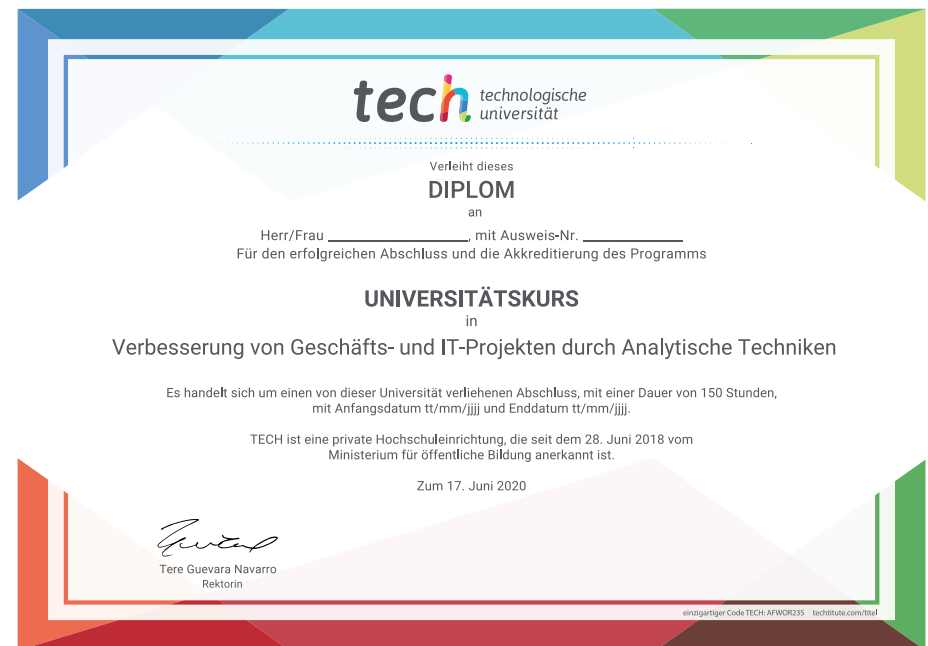 tech technologische
universität
Verleiht dieses
DIPLOM
an
Herr/Frau ________________, mit Ausweis-Nr. ____________
Für den erfolgreichen Abschluss und die Akkreditierung des Programms
UNIVERSITÄTSKURS
in
Verbesserung von Geschäfts- und IT-Projekten durch Analytische Techniken
Es handelt sich um einen von dieser Universität verliehenen Abschluss, mit einer Dauer von 150 Stunden,
mit Anfangsdatum tt/mm/jjjj und Enddatum tt/mm/jjjj.
TECH ist eine private Hochschuleinrichtung, die seit dem 28. Juni 2018 vom
Ministerium für öffentliche Bildung anerkannt ist.
Zum 17. Juni 2020
Tere Guevara Navarro
Rektorin
einzigartiger Code TECH: AFWOR23S techtitute.com/titel